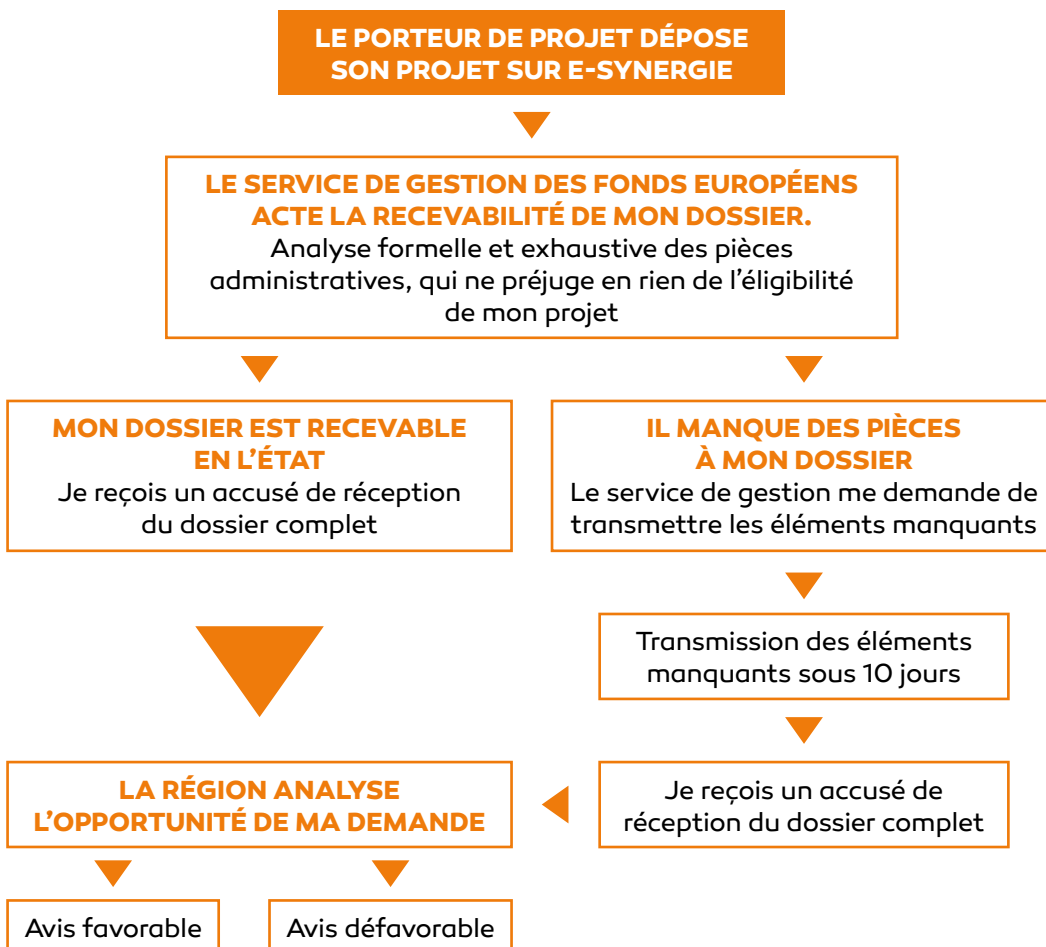 LE PORTEUR DE PROJET DÉPOSE
SON PROJET SUR E-SYNERGIE
LE SERVICE DE GESTION DES FONDS EUROPÉENS
ACTE LA RECEVABILITÉ DE MON DOSSIER.
Analyse formelle et exhaustive des pièces
administratives, qui ne préjuge en rien de l’éligibilité
de mon projet
MON DOSSIER EST RECEVABLE
EN L’ÉTAT
Je reçois un accusé de réception
du dossier complet
IL MANQUE DES PIÈCES
À MON DOSSIER
Le service de gestion me demande de
transmettre les éléments manquants
Transmission des éléments
manquants sous 10 jours
Je reçois un accusé de
réception du dossier complet
LA RÉGION ANALYSE
L’OPPORTUNITÉ DE MA DEMANDE
Avis favorable
Avis défavorable